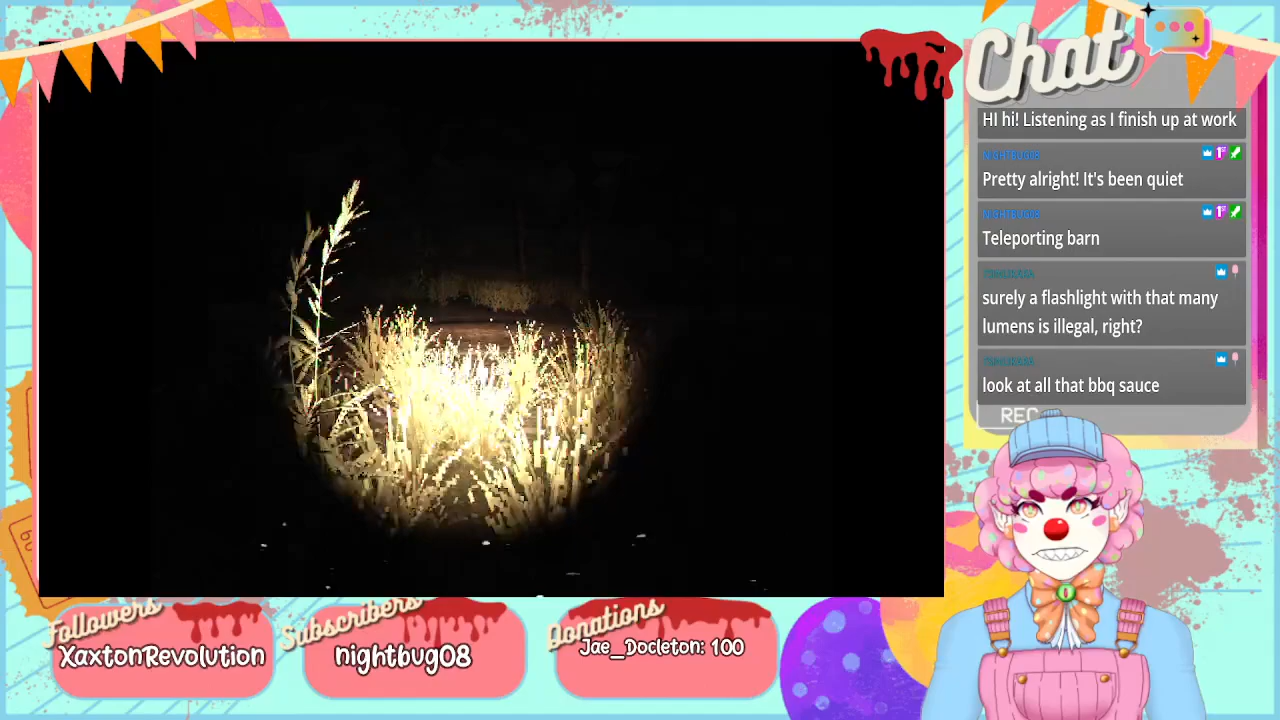 Chat
HI hi! Listening as I finish up at work
NIGHTBUG08
Pretty alright! It's been quiet
NIGHTBUG08
Teleporting barn
surely a flashlight with that many
lumens is illegal, right?
look at all that bbq sauce
REC
Followers
XaxtonRevolution
Subscribers
nightbug08
Donations
Jae_Docleton: 100